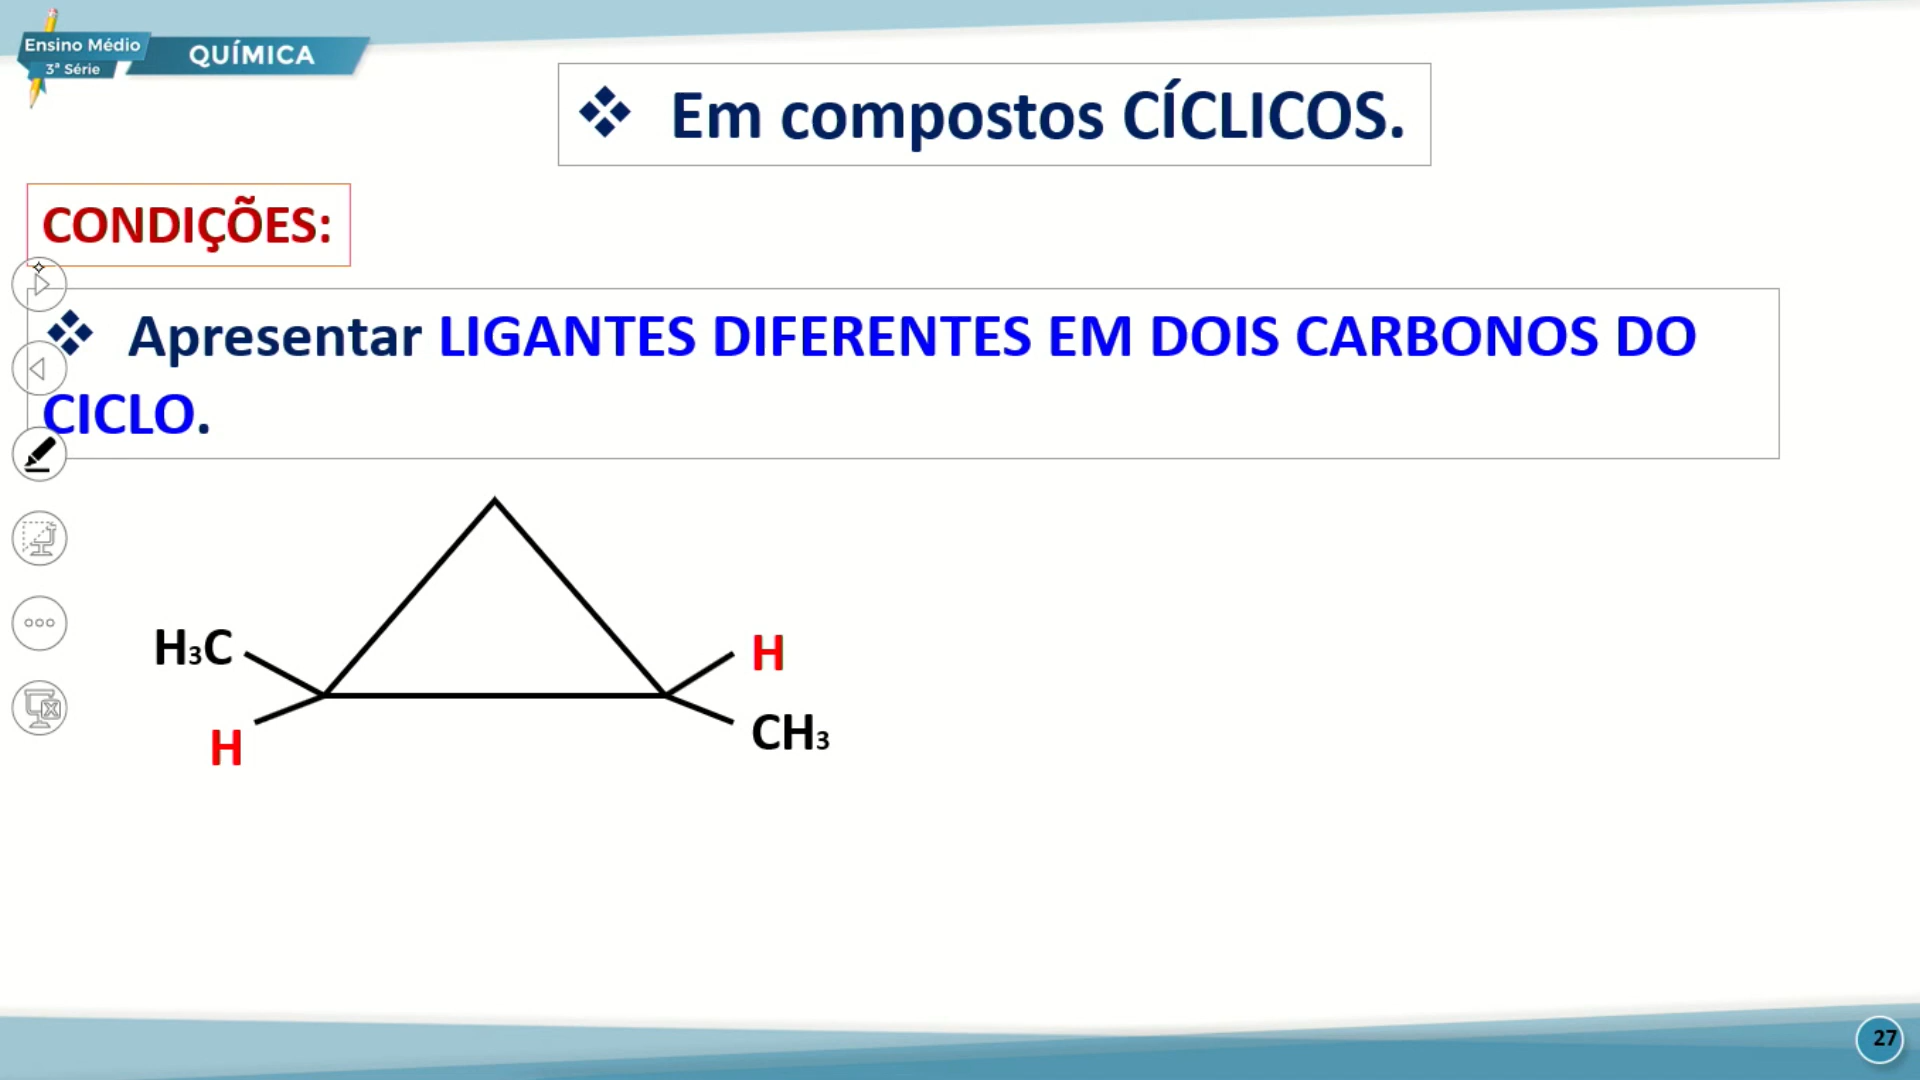 Ensino Médio
3ª Série
QUÍMICA
❖ Em compostos CÍCLICOS.
CONDIÇÕES:
❖ Apresentar LIGANTES DIFERENTES EM DOIS CARBONOS DO
CICLO.
H₃C
H
H
CH₃
27